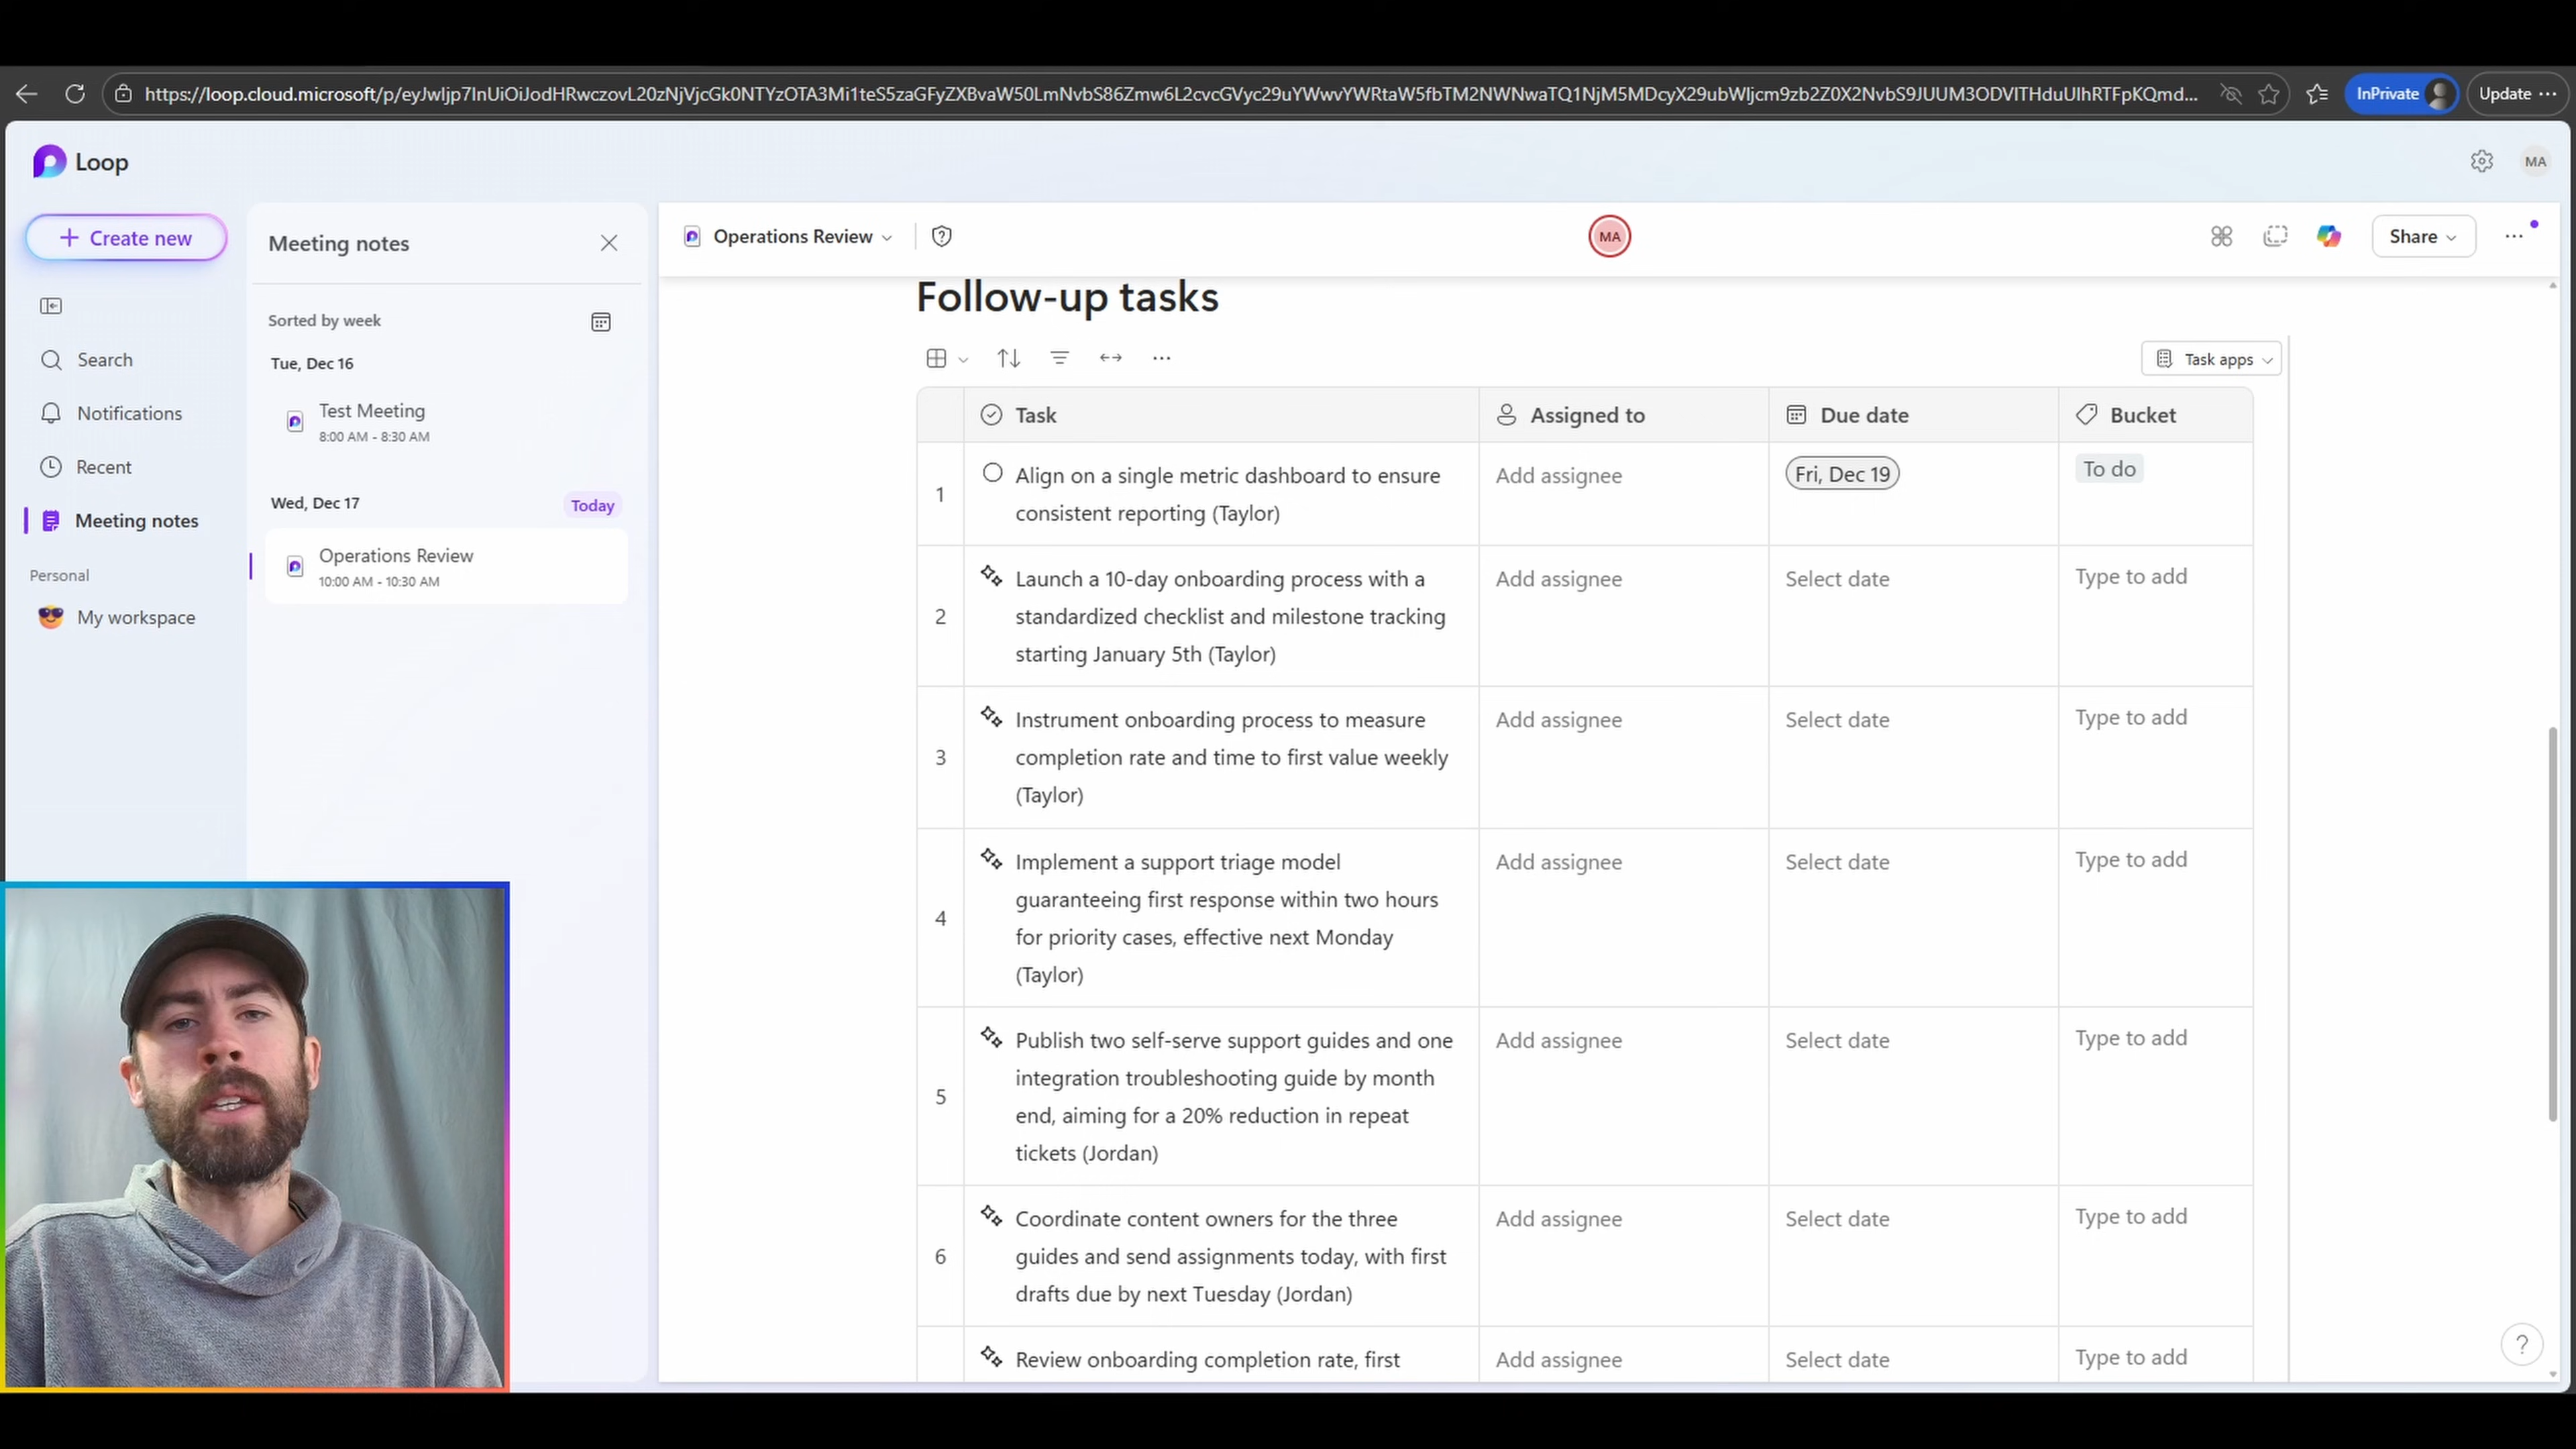 https://loop.cloud.microsoft/p/eyJwIjp7InUiOiJodHRwczovL20zNjVjcGk0NTYzOTA3Mi1teS5zaGFyZXBvaW50LmNvbS86Zmw6L2cvcGVyc29uYWwvYWRtaW5fbTM2NWNwaTQ1NjM5MDcyX29ubWljcm9zb2Z0X2NvbS9JUUM3ODVITHduUlhRTFpKQmd...
InPrivate
Update
Loop
MA
Create new
Search
Notifications
Recent
Meeting notes
Personal
My workspace
Meeting notes
Sorted by week
Tue, Dec 16
Test Meeting
8:00 AM - 8:30 AM
Wed, Dec 17
Today
Operations Review
10:00 AM - 10:30 AM
Operations Review
MA
Share
Follow-up tasks
Task apps
Task
Assigned to
Due date
Bucket
1
Align on a single metric dashboard to ensure
consistent reporting (Taylor)
Add assignee
Fri, Dec 19
To do
2
Launch a 10-day onboarding process with a
standardized checklist and milestone tracking
starting January 5th (Taylor)
Add assignee
Select date
Type to add
3
Instrument onboarding process to measure
completion rate and time to first value weekly
(Taylor)
Add assignee
Select date
Type to add
4
Implement a support triage model
guaranteeing first response within two hours
for priority cases, effective next Monday
(Taylor)
Add assignee
Select date
Type to add
5
Publish two self-serve support guides and one
integration troubleshooting guide by month
end, aiming for a 20% reduction in repeat
tickets (Jordan)
Add assignee
Select date
Type to add
6
Coordinate content owners for the three
guides and send assignments today, with first
drafts due by next Tuesday (Jordan)
Add assignee
Select date
Type to add
Review onboarding completion rate, first
Add assignee
Select date
Type to add
?